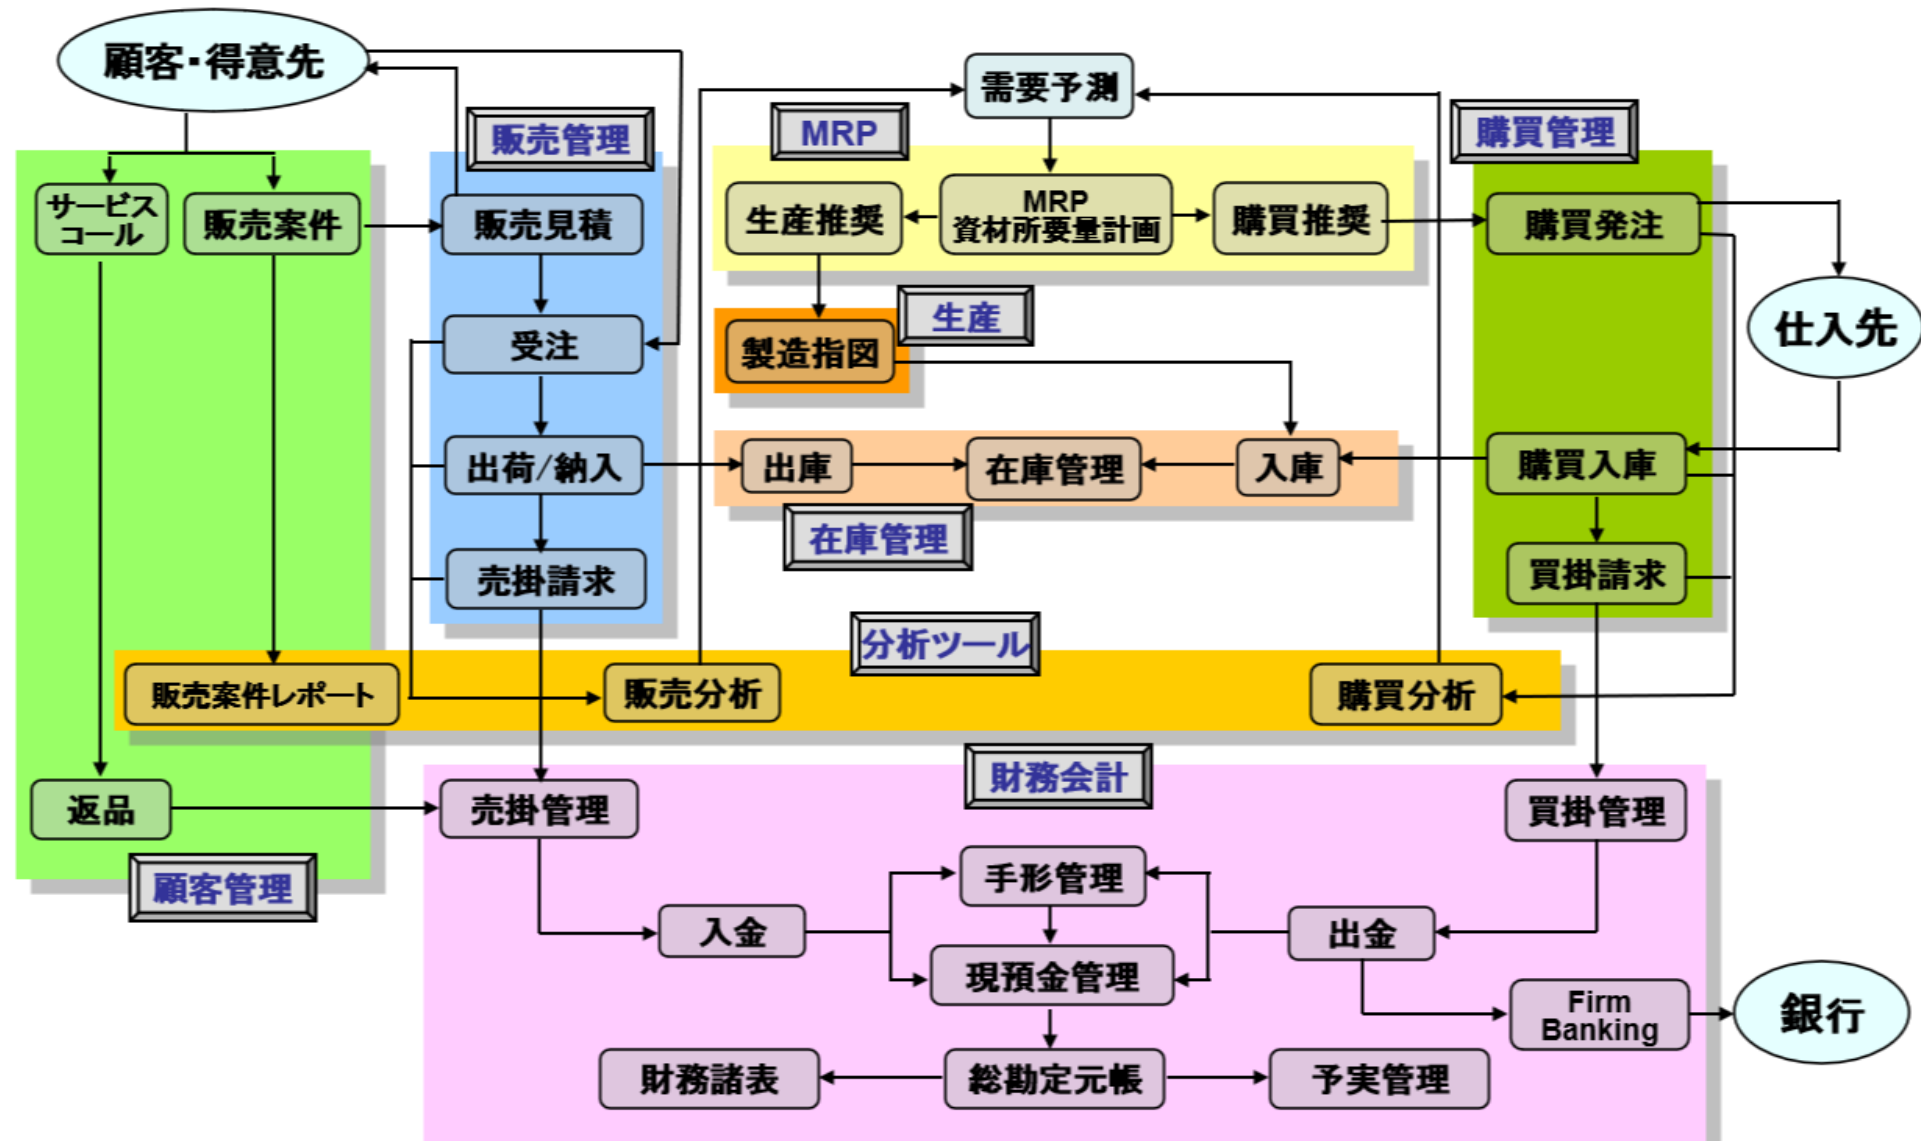 顧客・得意先
需要予測
販売管理
MRP
購買管理
サービス
コール
販売案件
販売見積
生産推奨
MRP
資材所要量計画
購買推奨
購買発注
生産
仕入先
受注
製造指図
出荷/納入
出庫
在庫管理
入庫
購買入庫
在庫管理
売掛請求
買掛請求
分析ツール
販売案件レポート
販売分析
購買分析
財務会計
返品
売掛管理
買掛管理
顧客管理
手形管理
入金
出金
現預金管理
Firm
Banking
銀行
財務諸表
総勘定元帳
予実管理